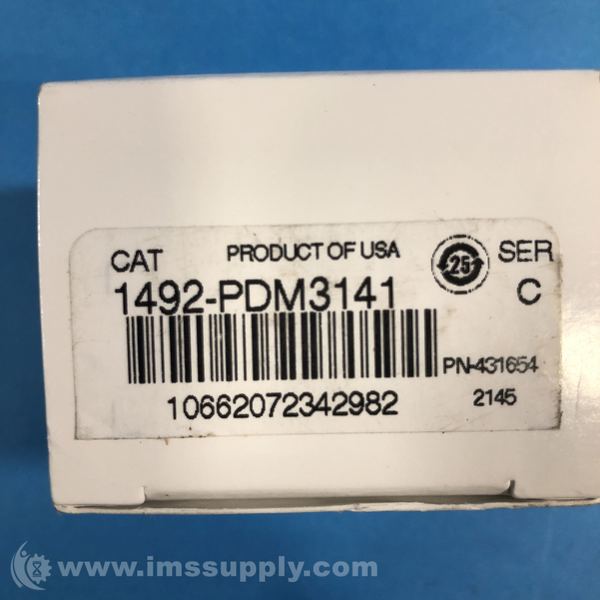 CAT PRODUCT OF USA 25 SER
1492-PDM3141 C
PN-431654
10662072342982 2145
www.imssupply.com